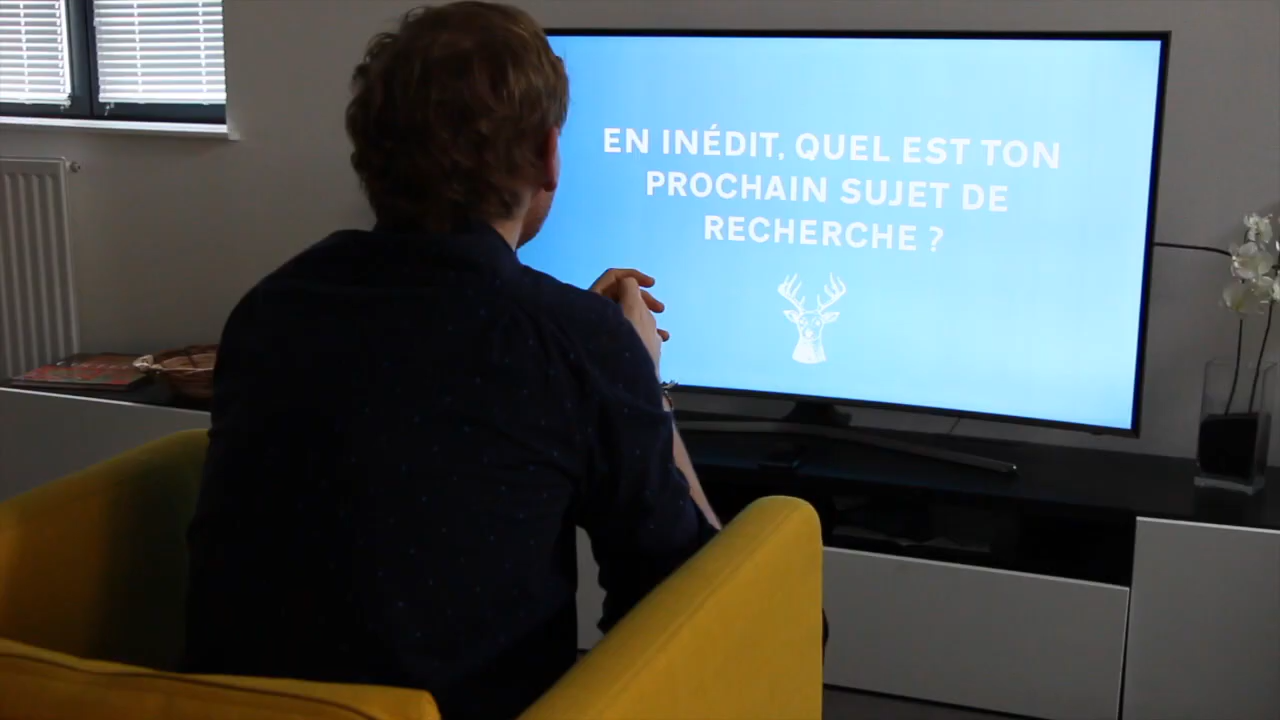 EN INÉDIT, QUEL EST TON
PROCHAIN SUJET DE
RECHERCHE ?